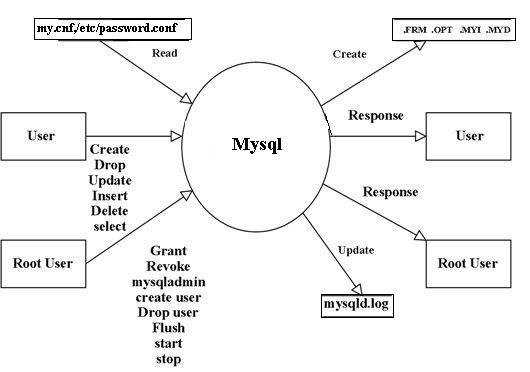 my.cnf,/etc/password.conf
.FRM .OPT .MYI .MYD
Read
Create
User
Mysql
Response
User
Create
Drop
Update
Insert
Delete
select
Response
Root User
Grant
Revoke
mysqladmin
create user
Drop user
Flush
start
stop
Update
Root User
mysqld.log